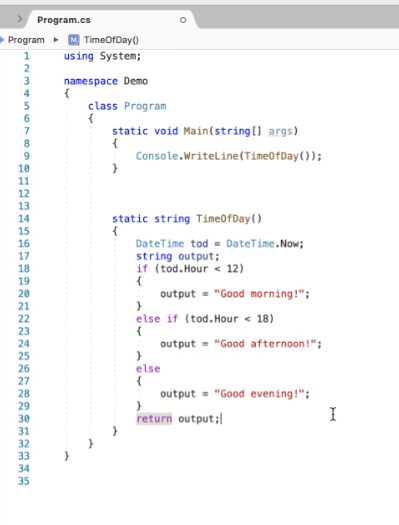 Program.cs
Program ▸ M TimeOfDay()
1 using System;
2
3 namespace Demo
4 {
5 class Program
6 {
7 static void Main(string[] args)
8 {
9 Console.WriteLine(TimeOfDay());
10 }
11
12
13
14 static string TimeOfDay()
15 {
16 DateTime tod = DateTime.Now;
17 string output;
18 if (tod.Hour < 12)
19 {
20 output = "Good morning!";
21 }
22 else if (tod.Hour < 18)
23 {
24 output = "Good afternoon!";
25 }
26 else
27 {
28 output = "Good evening!";
29 }
30 return output;
31 }
32 }
33 }
34
35